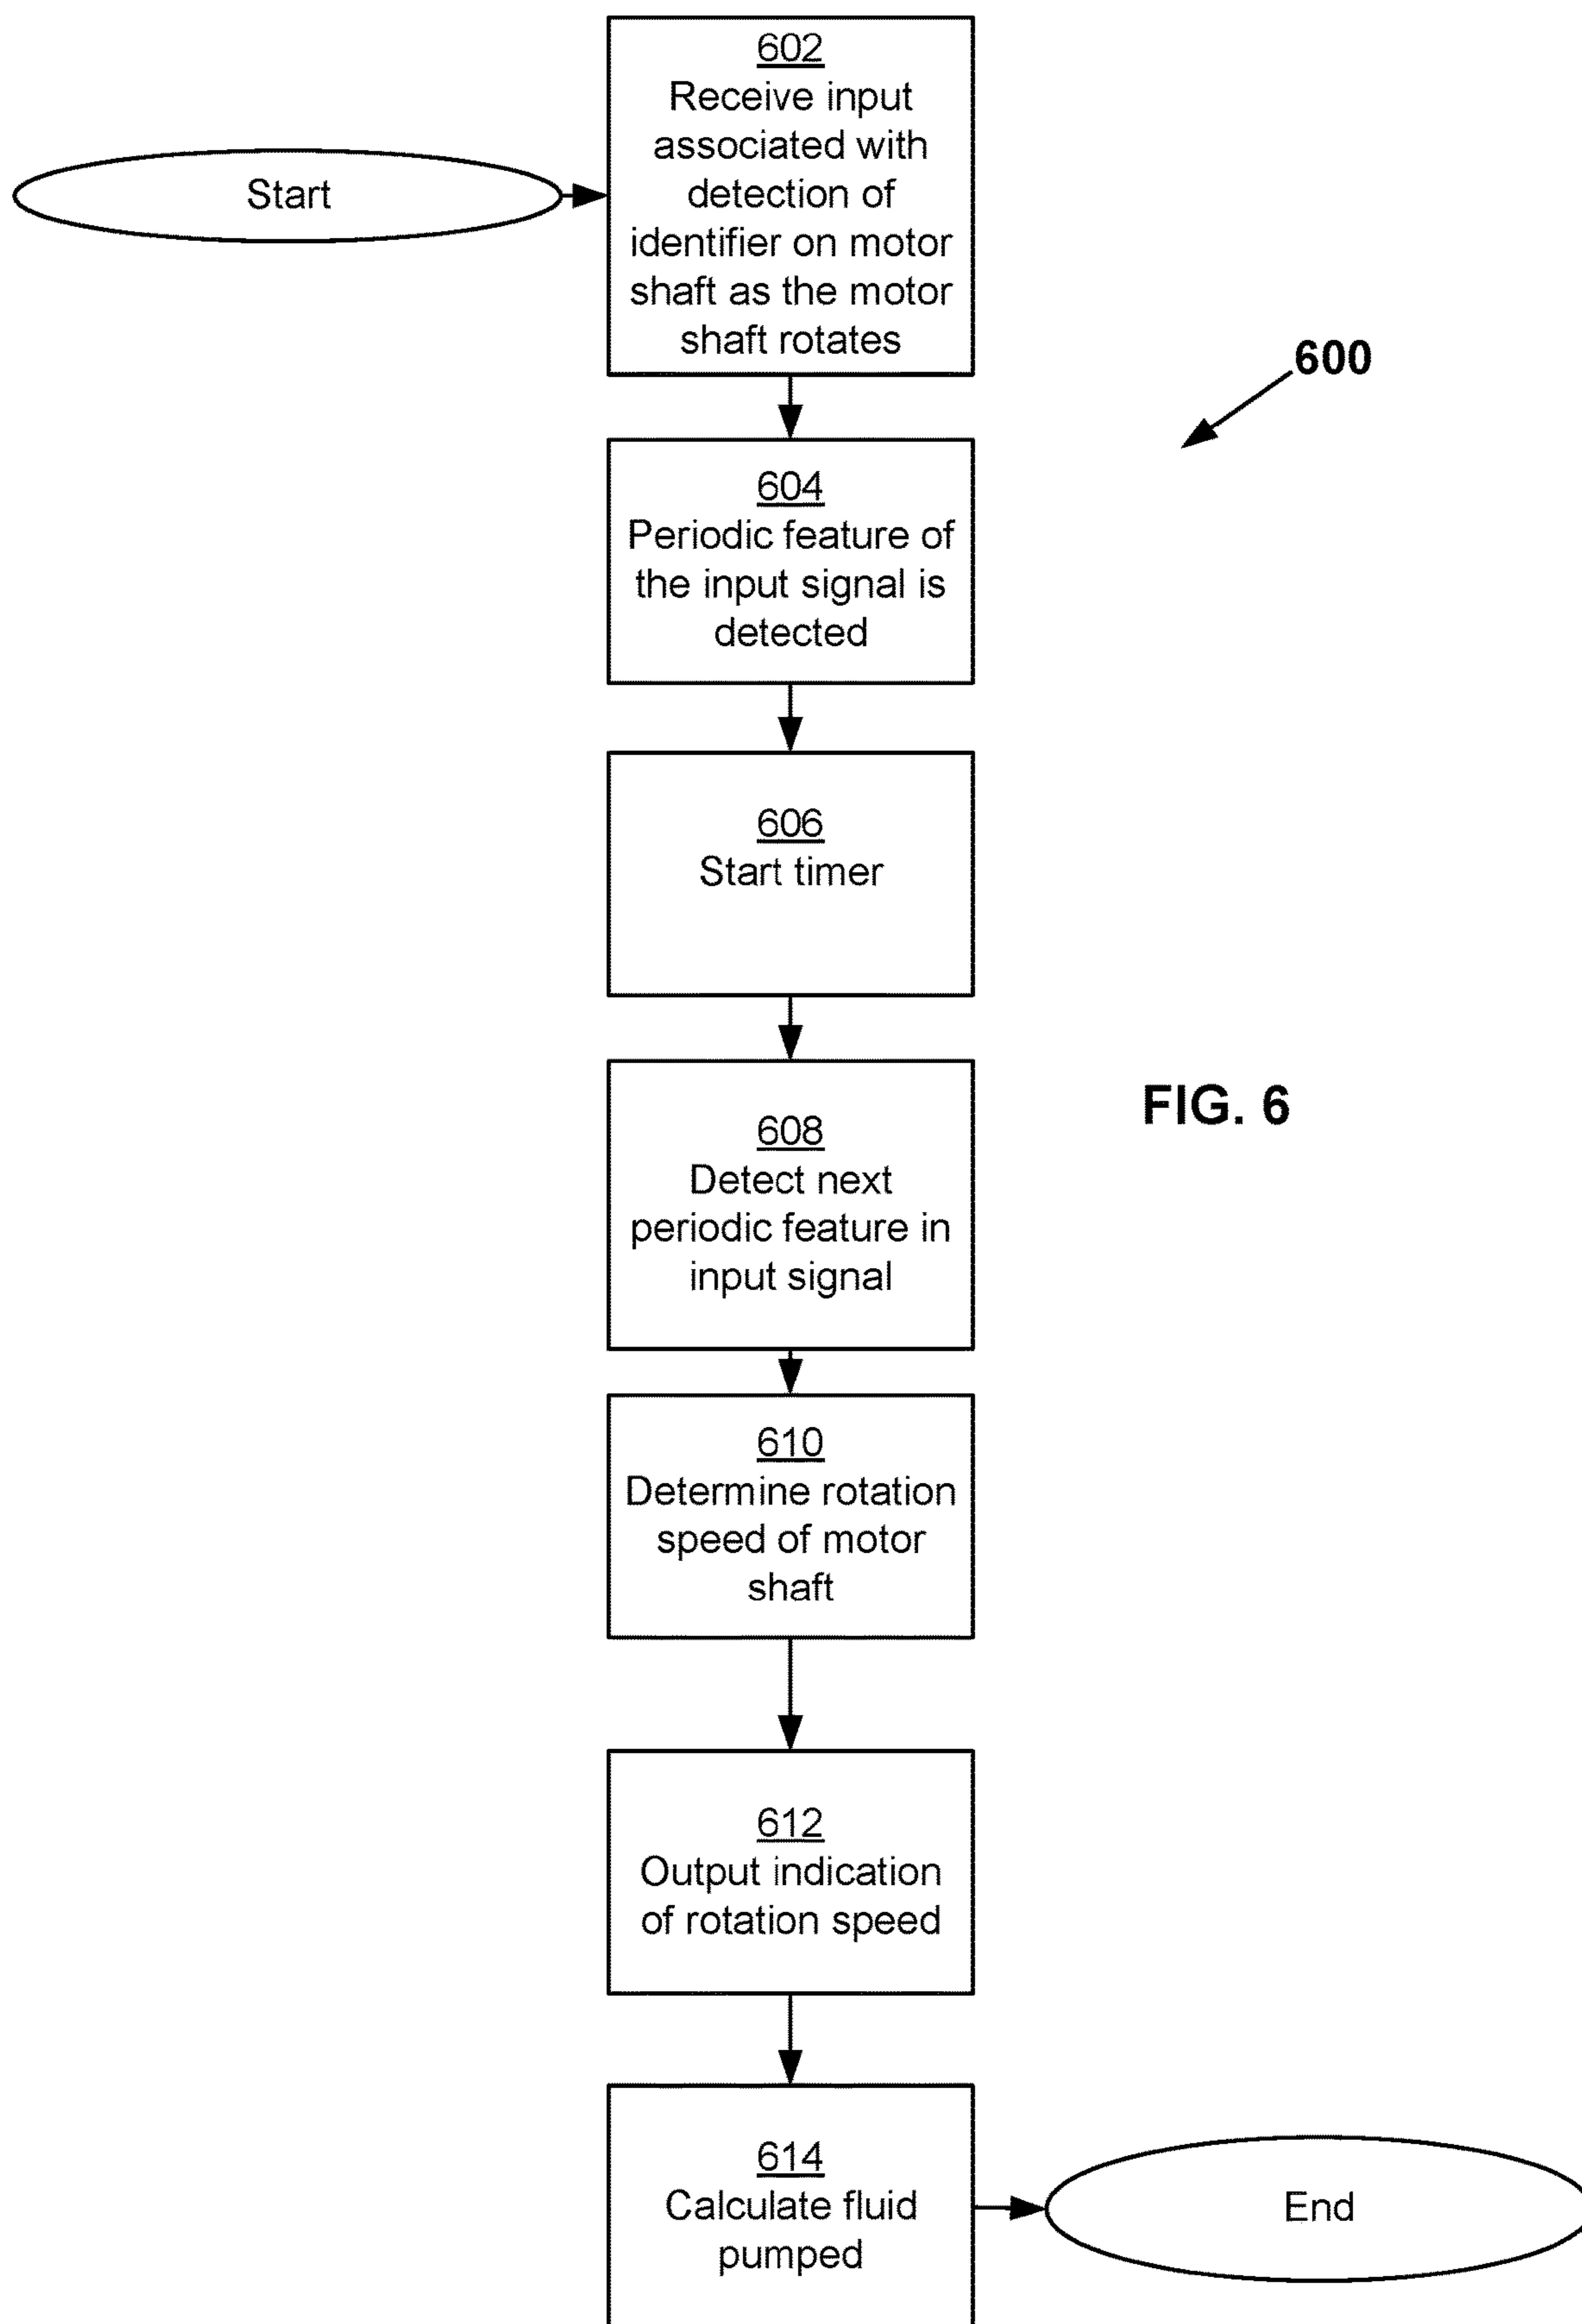 Start
602
Receive input
associated with
detection of
identifier on motor
shaft as the motor
shaft rotates
600
604
Periodic feature of
the input signal is
detected
606
Start timer
608
Detect next
periodic feature in
input signal
FIG. 6
610
Determine rotation
speed of motor
shaft
612
Output indication
of rotation speed
614
Calculate fluid
pumped
End